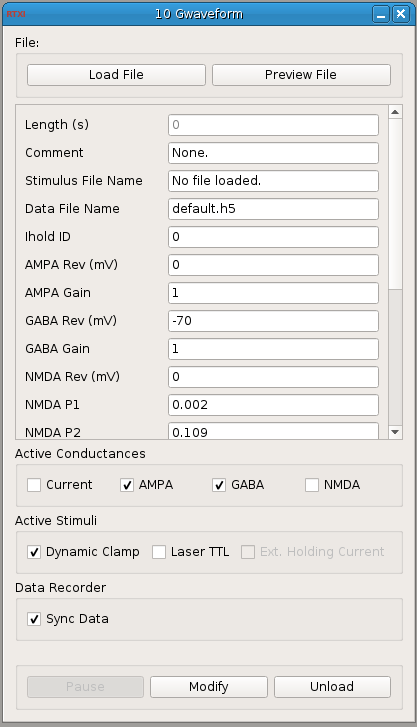 RTXI 10 Gwaveform
File:
Load File Preview File
Length (s) 0
Comment None.
Stimulus File Name No file loaded.
Data File Name default.h5
Ihold ID 0
AMPA Rev (mV) 0
AMPA Gain 1
GABA Rev (mV) -70
GABA Gain 1
NMDA Rev (mV) 0
NMDA P1 0.002
NMDA P2 0.109
Active Conductances
Current AMPA GABA NMDA
Active Stimuli
Dynamic Clamp Laser TTL Ext. Holding Current
Data Recorder
Sync Data
Pause Modify Unload